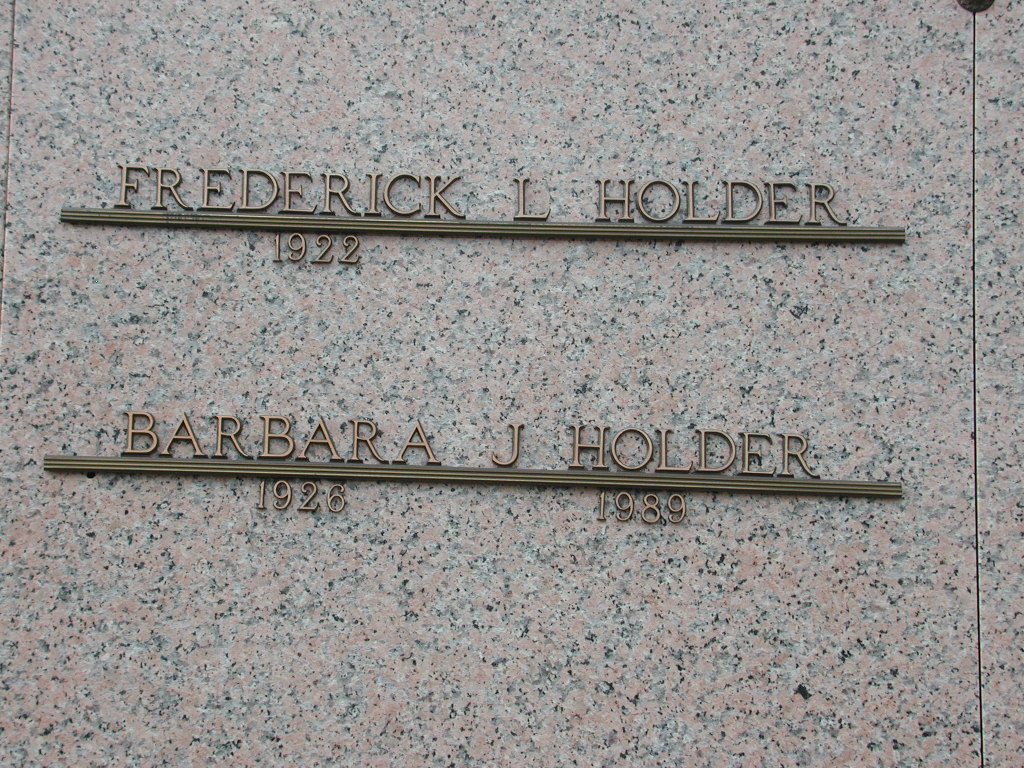 FREDERICK L HOLDER
1922
BARBARA J HOLDER
1926 1989